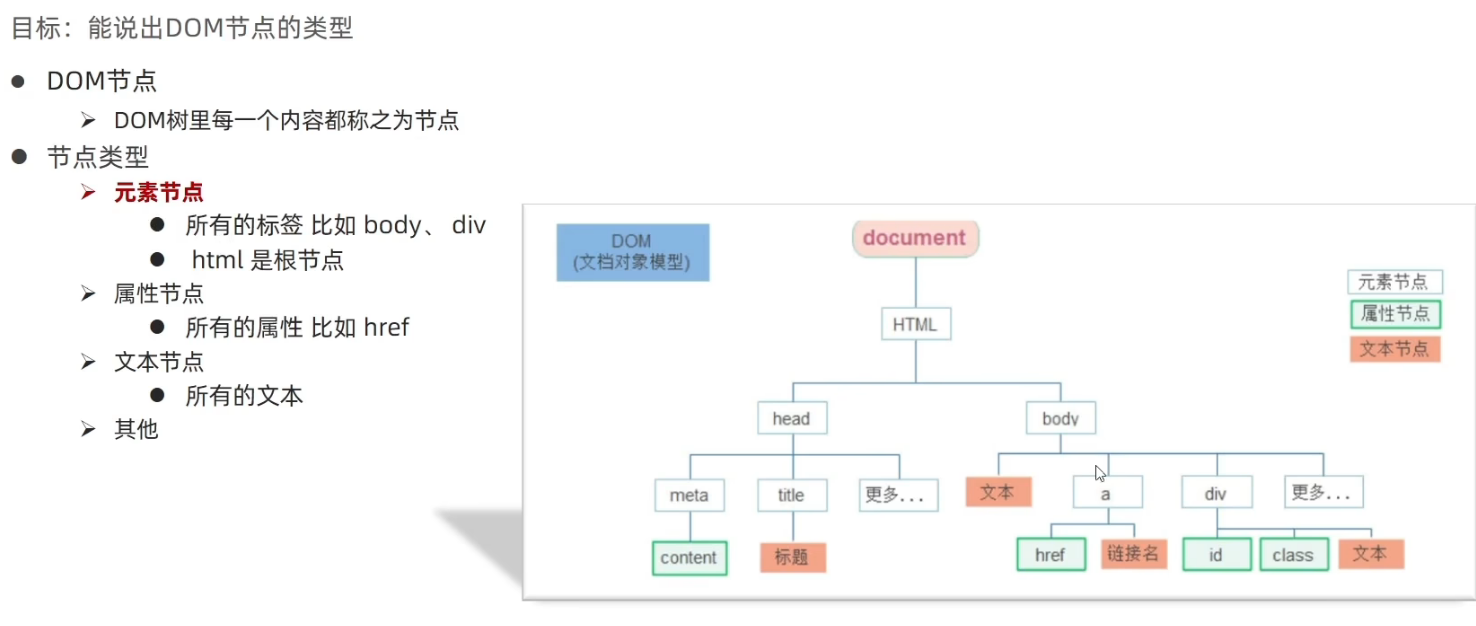 目标：能说出DOM节点的类型
DOM节点
DOM树里每一个内容都称之为节点
节点类型
元素节点
所有的标签 比如 body、 div
html 是根节点
属性节点
所有的属性 比如 href
文本节点
所有的文本
其他
DOM
(文档对象模型)
document
元素节点
属性节点
文本节点
HTML
head
body
meta
title
更多...
文本
a
div
更多...
content
标题
href
链接名
id
class
文本